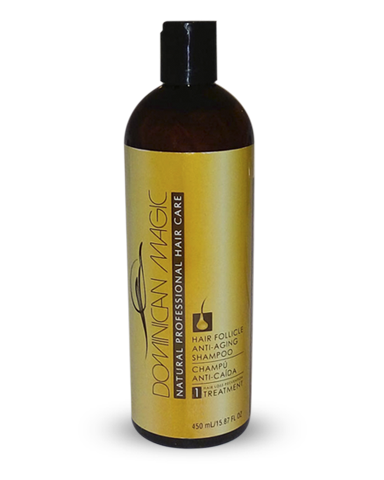 DOMINICAN MAGIC
NATURAL PROFESSIONAL HAIR CARE
HAIR FOLLICLE
ANTI-AGING
SHAMPOO
CHAMPÚ
ANTI-CAÍDA
1
TREATMENT
450 mL/15.87 FL OZ